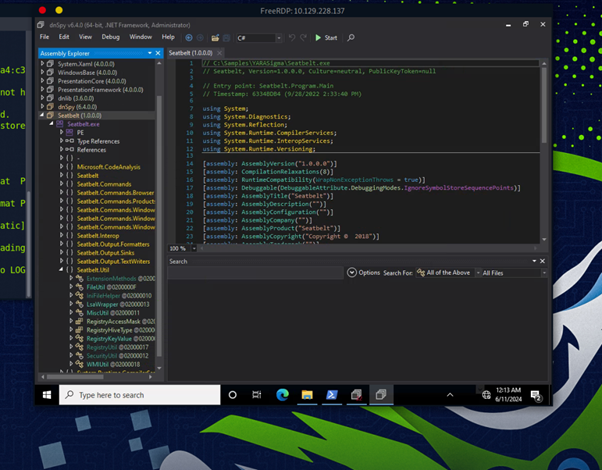 FreeRDP: 10.129.228.137
dnSpy v6.4.0 (64-bit, .NET Framework, Administrator)
File Edit View Debug Window Help C# Start
Assembly Explorer
System.Xaml (4.0.0.0)
WindowsBase (4.0.0.0)
PresentationCore (4.0.0.0)
PresentationFramework (4.0.0.0)
dnlib (3.6.0.0)
dnSpy (6.4.0.0)
Seatbelt (1.0.0.0)
Seatbelt.exe
PE
Type References
References
{ } -
{ } Microsoft.CodeAnalysis
{ } Seatbelt
{ } Seatbelt.Commands
{ } Seatbelt.Commands.Browser
{ } Seatbelt.Commands.Product
{ } Seatbelt.Commands.Window
{ } Seatbelt.Commands.Window
{ } Seatbelt.Commands.Window
{ } Seatbelt.Interop
{ } Seatbelt.Output.Formatters
{ } Seatbelt.Output.Sinks
{ } Seatbelt.Output.TextWriters
{ } Seatbelt.Util
ExtensionMethods @0200
FileUtil @0200000F
IniFileHelper @02000010
LsaWrapper @02000013
MiscUtil @02000011
RegistryAccessMask @020
RegistryHiveType @0200
RegistryKeyValue @02000
RegistryUtil @02000017
SecurityUtil @02000012
WMIUtil @02000018
Seatbelt (1.0.0.0)
1 // C:\Samples\YARASigma\Seatbelt.exe
2 // Seatbelt, Version=1.0.0.0, Culture=neutral, PublicKeyToken=null
3
4 // Entry point: Seatbelt.Program.Main
5 // Timestamp: 6334BDB4 (9/28/2022 2:33:40 PM)
6
7 using System;
8 using System.Diagnostics;
9 using System.Reflection;
10 using System.Runtime.CompilerServices;
11 using System.Runtime.InteropServices;
12 using System.Runtime.Versioning;
13
14 [assembly: AssemblyVersion("1.0.0.0")]
15 [assembly: CompilationRelaxations(8)]
16 [assembly: RuntimeCompatibility(WrapNonExceptionThrows = true)]
17 [assembly: Debuggable(DebuggableAttribute.DebuggingModes.IgnoreSymbolStoreSequencePoints)]
18 [assembly: AssemblyTitle("Seatbelt")]
19 [assembly: AssemblyDescription("")]
20 [assembly: AssemblyConfiguration("")]
21 [assembly: AssemblyCompany("")]
22 [assembly: AssemblyProduct("Seatbelt")]
23 [assembly: AssemblyCopyright("Copyright © 2018")]
100 %
Search
Options Search For: All of the Above All Files
Type here to search
12:13 AM
6/11/2024
2
a4:c3
not h
d.
store
at P
mat P
atic]
ading
o LOG